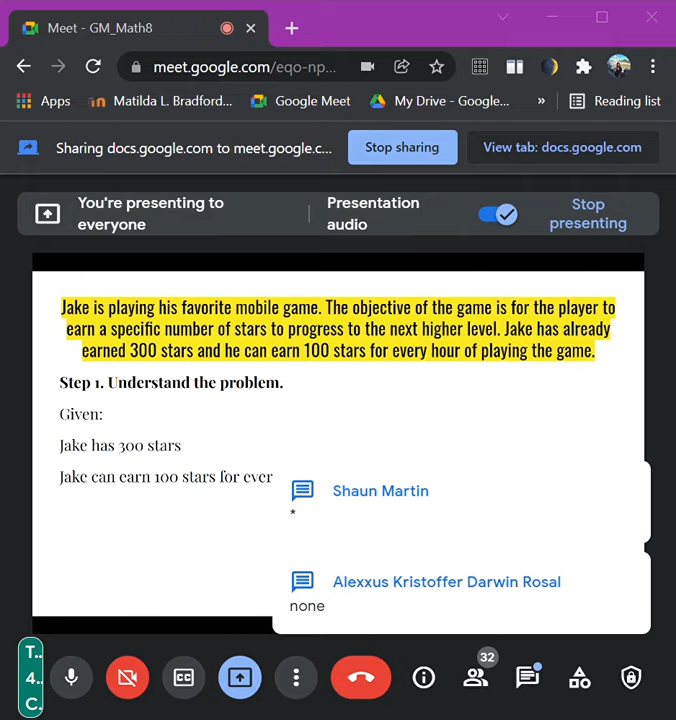 Meet - GM_Math8
meet.google.com/eqo-np...
Apps
Matilda L. Bradford...
Google Meet
My Drive - Google...
»
Reading list
Sharing docs.google.com to meet.google.c...
Stop sharing
View tab: docs.google.com
You're presenting to
everyone
Presentation
audio
Stop
presenting
Jake is playing his favorite mobile game. The objective of the game is for the player to
earn a specific number of stars to progress to the next higher level. Jake has already
earned 300 stars and he can earn 100 stars for every hour of playing the game.
Step 1. Understand the problem.
Given:
Jake has 300 stars
Jake can earn 100 stars for ever
Shaun Martin
*
Alexxus Kristoffer Darwin Rosal
none
T..
4..
C.
CC
32